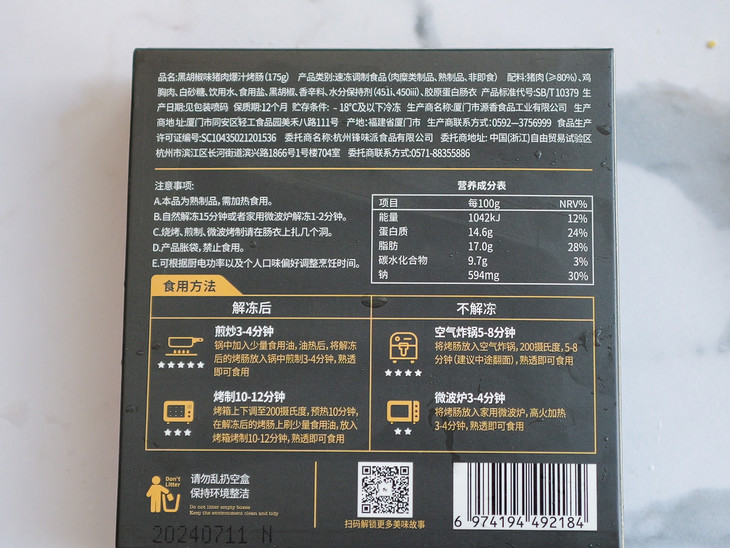 品名:黑胡椒味猪肉爆汁烤肠(175g) 产品类别:速冻调制食品(肉糜类制品、熟制品、非即食) 配料:猪肉(≥80%)、鸡
胸肉、白砂糖、饮用水、食用盐、黑胡椒、香辛料、水分保持剂(451i、450iii)、胶原蛋白肠衣 产品标准代号:SB/T 10379 生
产日期:见包装喷码 保质期:12个月 贮存条件: -18℃及以下冷冻 生产商名称:厦门市源香食品工业有限公司 生产
商地址:厦门市同安区轻工食品园美禾八路111号 产地:福建省厦门市 生产商联系方式:0592—3756999 食品生产
许可证编号:SC10435021201536 委托商名称:杭州锋味派食品有限公司 委托商地址: 中国(浙江)自由贸易试验区
杭州市滨江区长河街道滨兴路1866号1号楼704室 委托商联系方式:0571-88355886
注意事项:
A.本品为熟制品,需加热食用。
B.自然解冻15分钟或者家用微波炉解冻1-2分钟。
C.烧烤、煎制、微波烤制请在肠衣上扎几个洞。
D.产品胀袋,禁止食用。
E.可根据厨电功率以及个人口味偏好调整烹饪时间。
营养成分表
项目 每100g NRV%
能量 1042kJ 12%
蛋白质 14.6g 24%
脂肪 17.0g 28%
碳水化合物 9.7g 3%
钠 594mg 30%
食用方法
解冻后
煎炒3-4分钟
锅中加入少量食用油,油热后,将解冻
后的烤肠放入锅中煎制3-4分钟,熟透
即可食用
烤制10-12分钟
烤箱上下调至200摄氏度,预热10分钟,
在解冻后的烤肠上刷少量食用油,放入
烤箱烤制10-12分钟,熟透即可食用
不解冻
空气炸锅5-8分钟
将烤肠放入空气炸锅,200摄氏度,5-8
分钟(建议中途翻面),熟透即可食用
微波炉3-4分钟
将烤肠放入家用微波炉,高火加热
3-4分钟,熟透即可食用
Don't
Litter
请勿乱扔空盒
保持环境整洁
Do not litter empty boxes
Keep the environment clean and tidy
扫码解锁更多美味故事
6 974194 492184
20240711 N